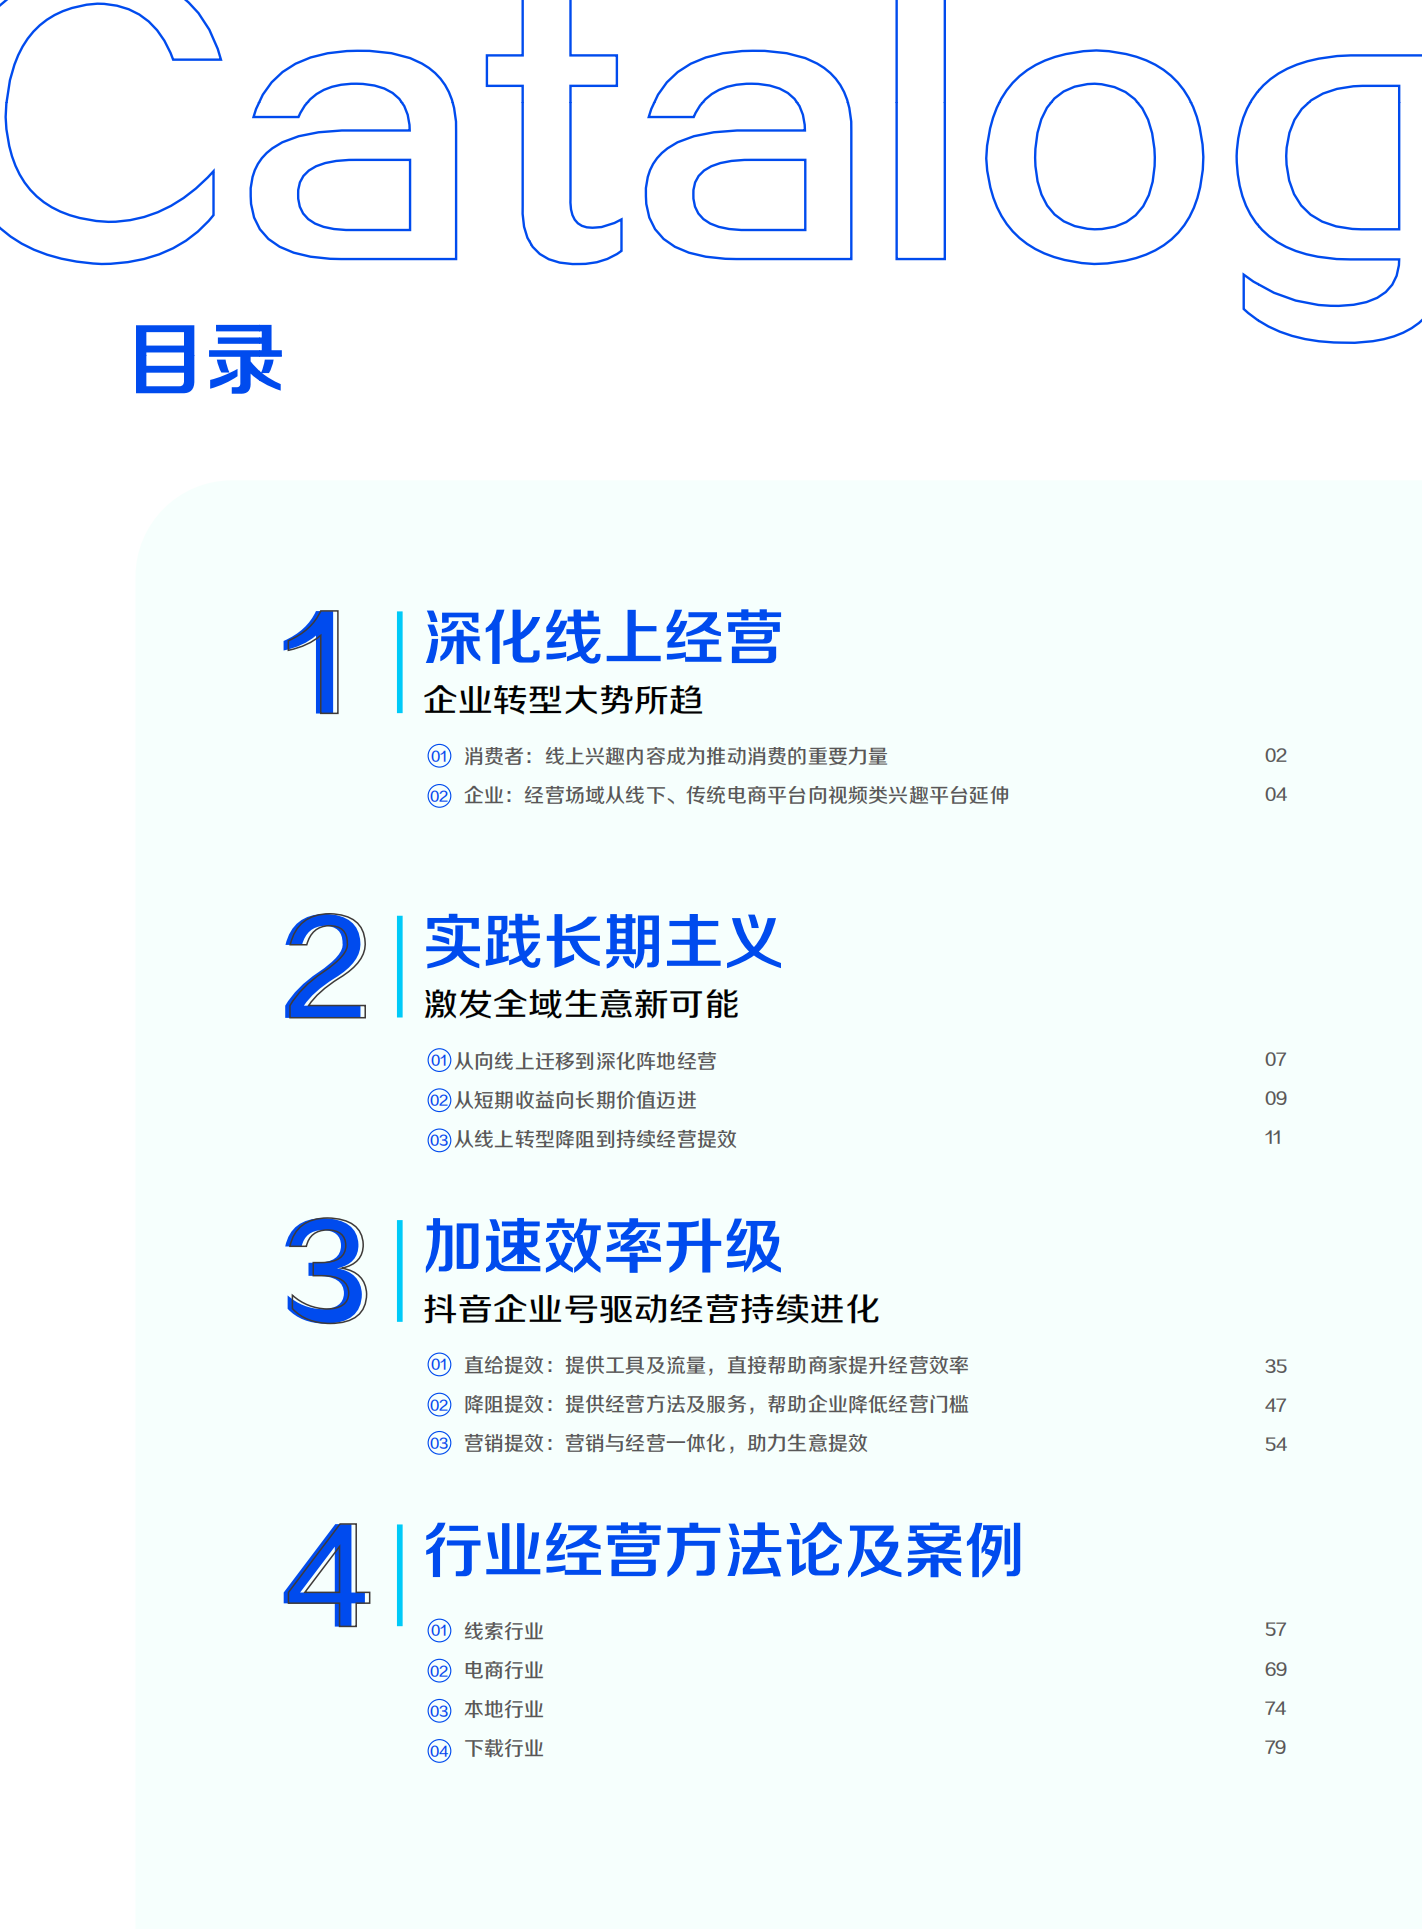 Catalog
目录
1
深化线上经营
企业转型大势所趋
01 消费者：线上兴趣内容成为推动消费的重要力量 02
02 企业：经营场域从线下、传统电商平台向视频类兴趣平台延伸 04
2
实践长期主义
激发全域生意新可能
01 从向线上迁移到深化阵地经营 07
02 从短期收益向长期价值迈进 09
03 从线上转型降阻到持续经营提效 11
3
加速效率升级
抖音企业号驱动经营持续进化
01 直给提效：提供工具及流量，直接帮助商家提升经营效率 35
02 降阻提效：提供经营方法及服务，帮助企业降低经营门槛 47
03 营销提效：营销与经营一体化，助力生意提效 54
4
行业经营方法论及案例
01 线索行业 57
02 电商行业 69
03 本地行业 74
04 下载行业 79